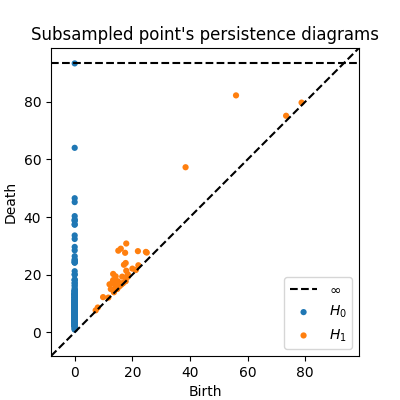 Subsampled point's persistence diagrams
Death
80
60
40
20
0
0 20 40 60 80
Birth
∞
H₀
H₁